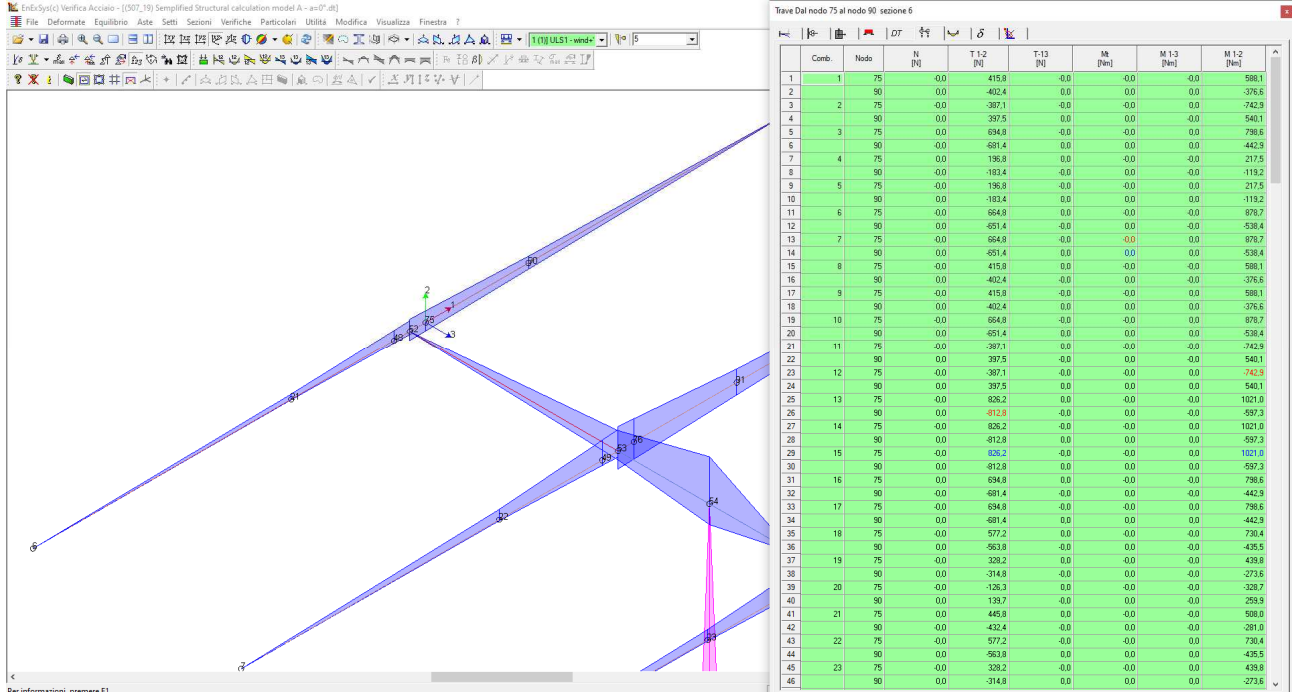 EnExSys(c) Verifica Acciaio - [(507_19) Semplified Structural calculation model A - a=0°.dt]
File Deformate Equilibrio Aste Setti Sezioni Verifiche Particolari Utilità Modifica Visualizza Finestra ?
1 (1)| ULS1 - wind+
5
Trave Dal nodo 75 al nodo 90 sezione 6
DT δ
Comb. Nodo N [N] T 1-2 [N] T-13 [N] Mt [Nm] M 1-3 [Nm] M 1-2 [Nm]
1 1 75 -0,0 415,8 -0,0 -0,0 0,0 588,1
2 90 0,0 -402,4 0,0 0,0 -0,0 -376,6
3 2 75 -0,0 -387,1 -0,0 -0,0 0,0 -742,9
4 90 0,0 397,5 0,0 0,0 -0,0 540,1
5 3 75 -0,0 694,8 -0,0 -0,0 0,0 798,6
6 90 0,0 -681,4 0,0 0,0 -0,0 -442,9
7 4 75 0,0 196,8 -0,0 -0,0 -0,0 217,5
8 90 0,0 -183,4 0,0 0,0 -0,0 -119,2
9 5 75 -0,0 196,8 -0,0 -0,0 0,0 217,5
10 90 0,0 -183,4 0,0 0,0 -0,0 -119,2
11 6 75 -0,0 664,8 -0,0 -0,0 0,0 878,7
12 90 0,0 -651,4 0,0 0,0 -0,0 -538,4
13 7 75 -0,0 664,8 -0,0 -0,0 0,0 878,7
14 90 0,0 -651,4 0,0 0,0 -0,0 -538,4
15 8 75 -0,0 415,8 -0,0 -0,0 0,0 588,1
16 90 0,0 -402,4 0,0 0,0 -0,0 -376,6
17 9 75 -0,0 415,8 -0,0 -0,0 0,0 588,1
18 90 0,0 -402,4 0,0 0,0 -0,0 -376,6
19 10 75 -0,0 664,8 -0,0 -0,0 0,0 878,7
20 90 0,0 -651,4 0,0 0,0 -0,0 -538,4
21 11 75 -0,0 -387,1 -0,0 -0,0 0,0 -742,9
22 90 0,0 397,5 0,0 0,0 -0,0 540,1
23 12 75 -0,0 -387,1 -0,0 -0,0 0,0 -742,9
24 90 0,0 397,5 0,0 0,0 -0,0 540,1
25 13 75 -0,0 826,2 -0,0 -0,0 0,0 1021,0
26 90 0,0 -812,8 0,0 0,0 -0,0 -597,3
27 14 75 -0,0 826,2 -0,0 -0,0 0,0 1021,0
28 90 0,0 -812,8 0,0 0,0 -0,0 -597,3
29 15 75 -0,0 826,2 -0,0 -0,0 0,0 1021,0
30 90 0,0 -812,8 0,0 0,0 -0,0 -597,3
31 16 75 -0,0 694,8 -0,0 -0,0 0,0 798,6
32 90 0,0 -681,4 0,0 0,0 -0,0 -442,9
33 17 75 -0,0 694,8 -0,0 -0,0 0,0 798,6
34 90 0,0 -681,4 0,0 0,0 -0,0 -442,9
35 18 75 -0,0 577,2 -0,0 -0,0 0,0 730,4
36 90 0,0 -563,8 0,0 0,0 -0,0 -435,5
37 19 75 -0,0 328,2 -0,0 -0,0 0,0 439,8
38 90 0,0 -314,8 0,0 0,0 -0,0 -273,6
39 20 75 -0,0 -126,3 -0,0 -0,0 0,0 -328,7
40 90 0,0 139,7 0,0 0,0 -0,0 259,9
41 21 75 -0,0 445,8 -0,0 -0,0 0,0 508,0
42 90 0,0 -432,4 0,0 0,0 -0,0 -281,0
43 22 75 -0,0 577,2 -0,0 -0,0 0,0 730,4
44 90 0,0 -563,8 0,0 0,0 -0,0 -435,5
45 23 75 -0,0 328,2 -0,0 -0,0 0,0 439,8
46 90 0,0 -314,8 0,0 0,0 -0,0 -273,6
90
2
1
75
3
52
48
91
21
76
53
49
54
22
6
23
7
Per informazioni, premere F1